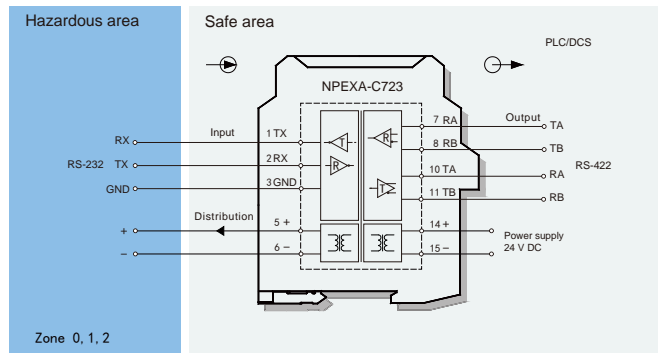 Hazardous area
Safe area
PLC/DCS
NPEXA-C723
Input
Output
RX
1 TX
7 RA
TA
RS-232 TX
2 RX
8 RB
TB
RS-422
GND
3 GND
10 TA
RA
11 TB
RB
Distribution
+
5 +
14 +
Power supply
24 V DC
−
6 −
15 −
T
R
R
T
Zone 0, 1, 2